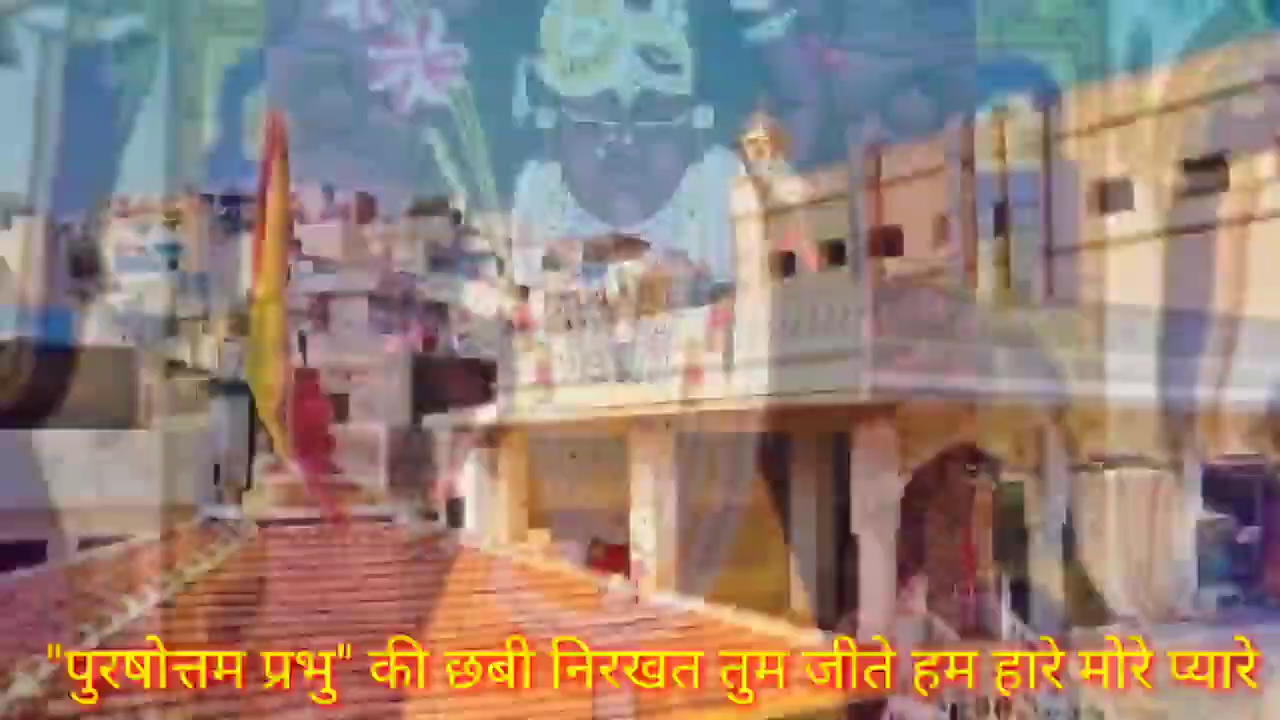 "पुरषोत्तम प्रभु" की छबी निरखत तुम जीते हम हारे मोरे प्यारे